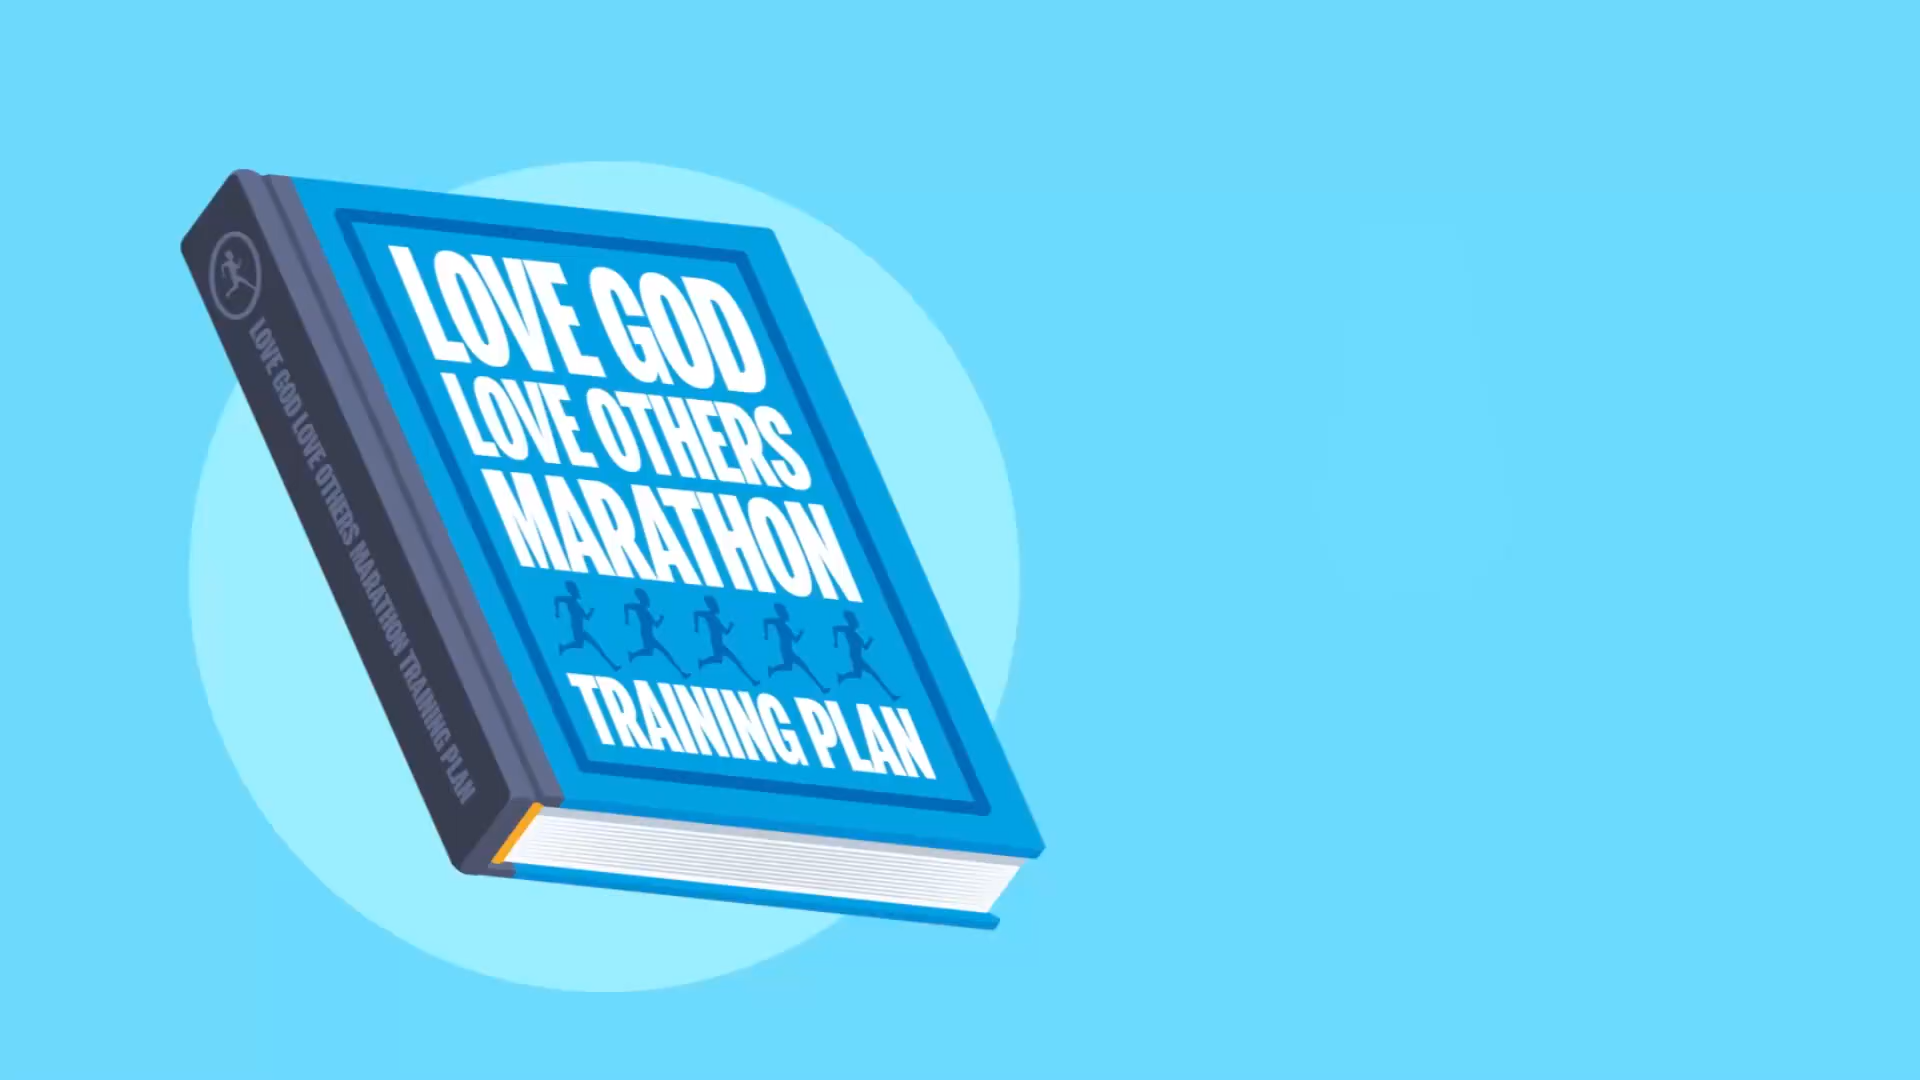 LOVE GOD
LOVE OTHERS
MARATHON
TRAINING PLAN
LOVE GOD LOVE OTHERS MARATHON TRAINING PLAN